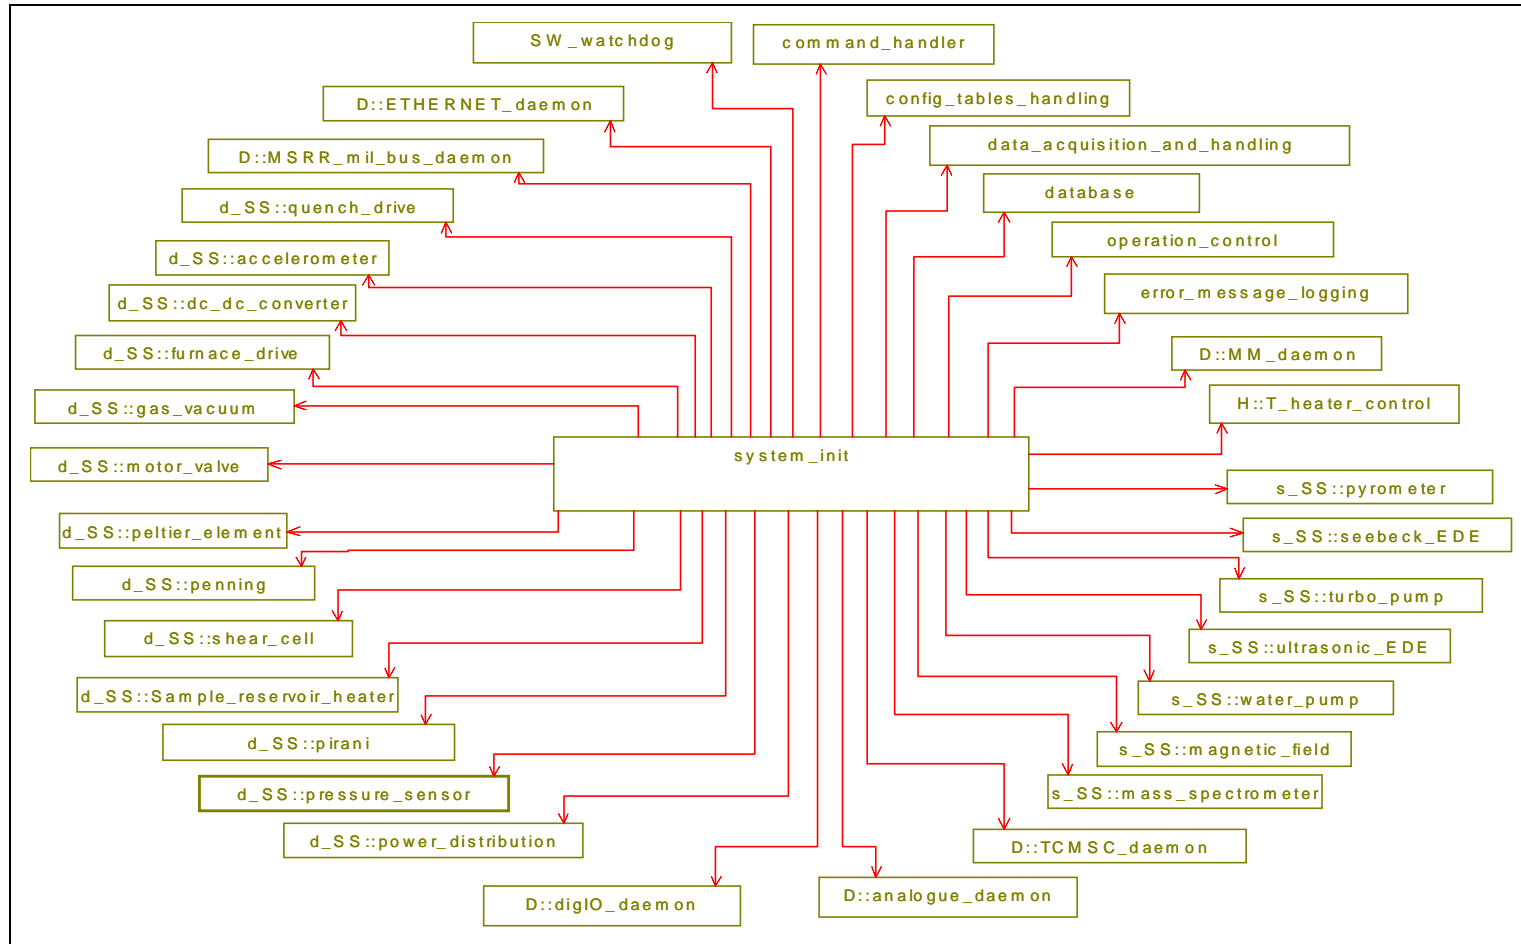 SW_watchdog
command_handler
D::ETHERNET_daemon
config_tables_handling
D::MSRR_mil_bus_daemon
data_acquisition_and_handling
d_SS::quench_drive
database
d_SS::accelerometer
operation_control
d_SS::dc_dc_converter
error_message_logging
d_SS::furnace_drive
D::MM_daemon
d_SS::gas_vacuum
H::T_heater_control
system_init
d_SS::motor_valve
s_SS::pyrometer
d_SS::peltier_element
s_SS::seebeck_EDE
d_SS::penning
s_SS::turbo_pump
d_SS::shear_cell
s_SS::ultrasonic_EDE
d_SS::Sample_reservoir_heater
s_SS::water_pump
d_SS::pirani
s_SS::magnetic_field
d_SS::pressure_sensor
s_SS::mass_spectrometer
d_SS::power_distribution
D::TCMSC_daemon
D::digIO_daemon
D::analogue_daemon